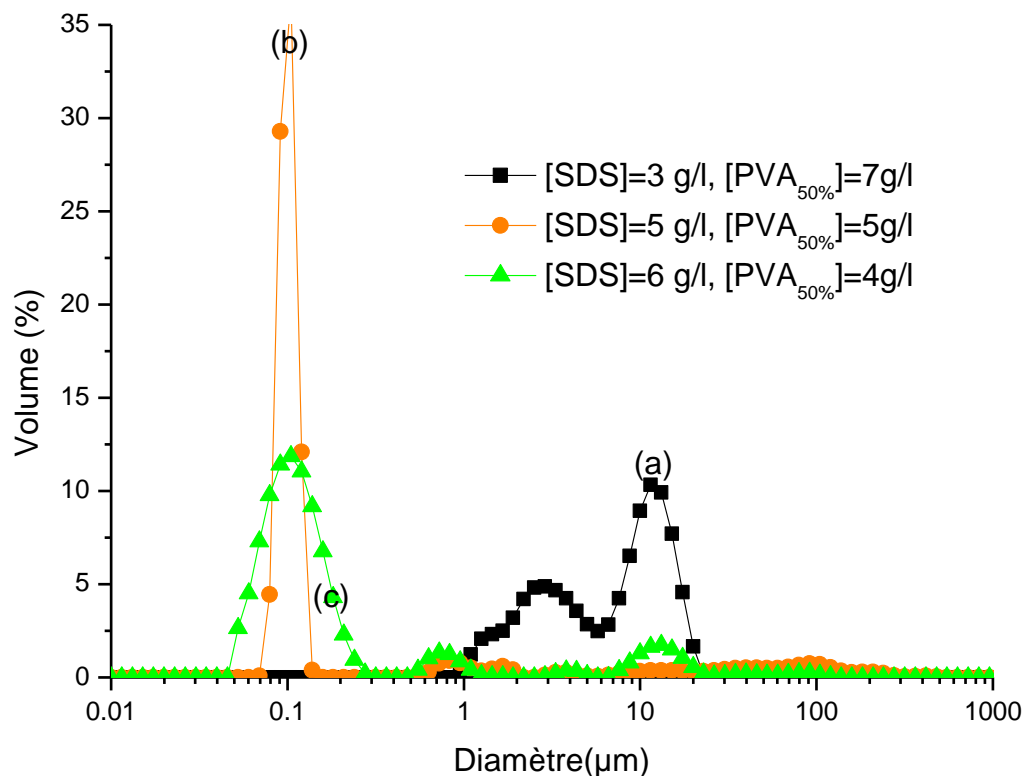 35
30
25
20
15
10
5
0
Volume (%)
(b)
[SDS]=3 g/l, [PVA50%]=7g/l
[SDS]=5 g/l, [PVA50%]=5g/l
[SDS]=6 g/l, [PVA50%]=4g/l
(a)
(c)
0.01 0.1 1 10 100 1000
Diamètre(µm)